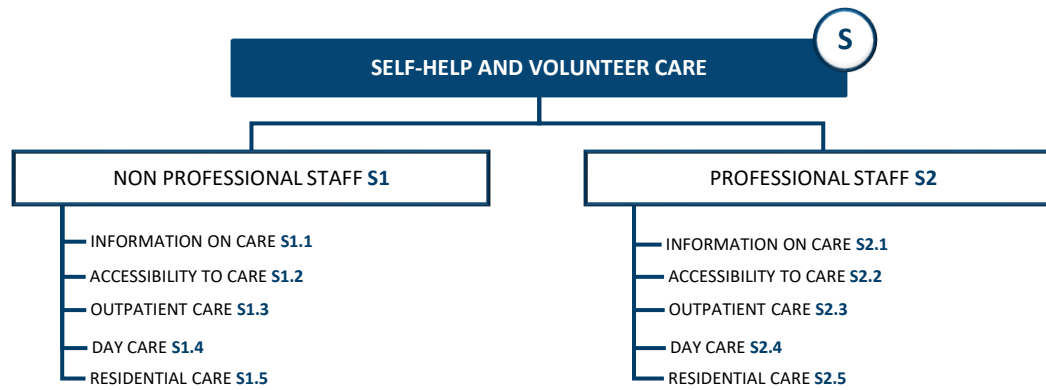 S
SELF-HELP AND VOLUNTEER CARE
NON PROFESSIONAL STAFF S1
INFORMATION ON CARE S1.1
ACCESSIBILITY TO CARE S1.2
OUTPATIENT CARE S1.3
DAY CARE S1.4
RESIDENTIAL CARE S1.5
PROFESSIONAL STAFF S2
INFORMATION ON CARE S2.1
ACCESSIBILITY TO CARE S2.2
OUTPATIENT CARE S2.3
DAY CARE S2.4
RESIDENTIAL CARE S2.5